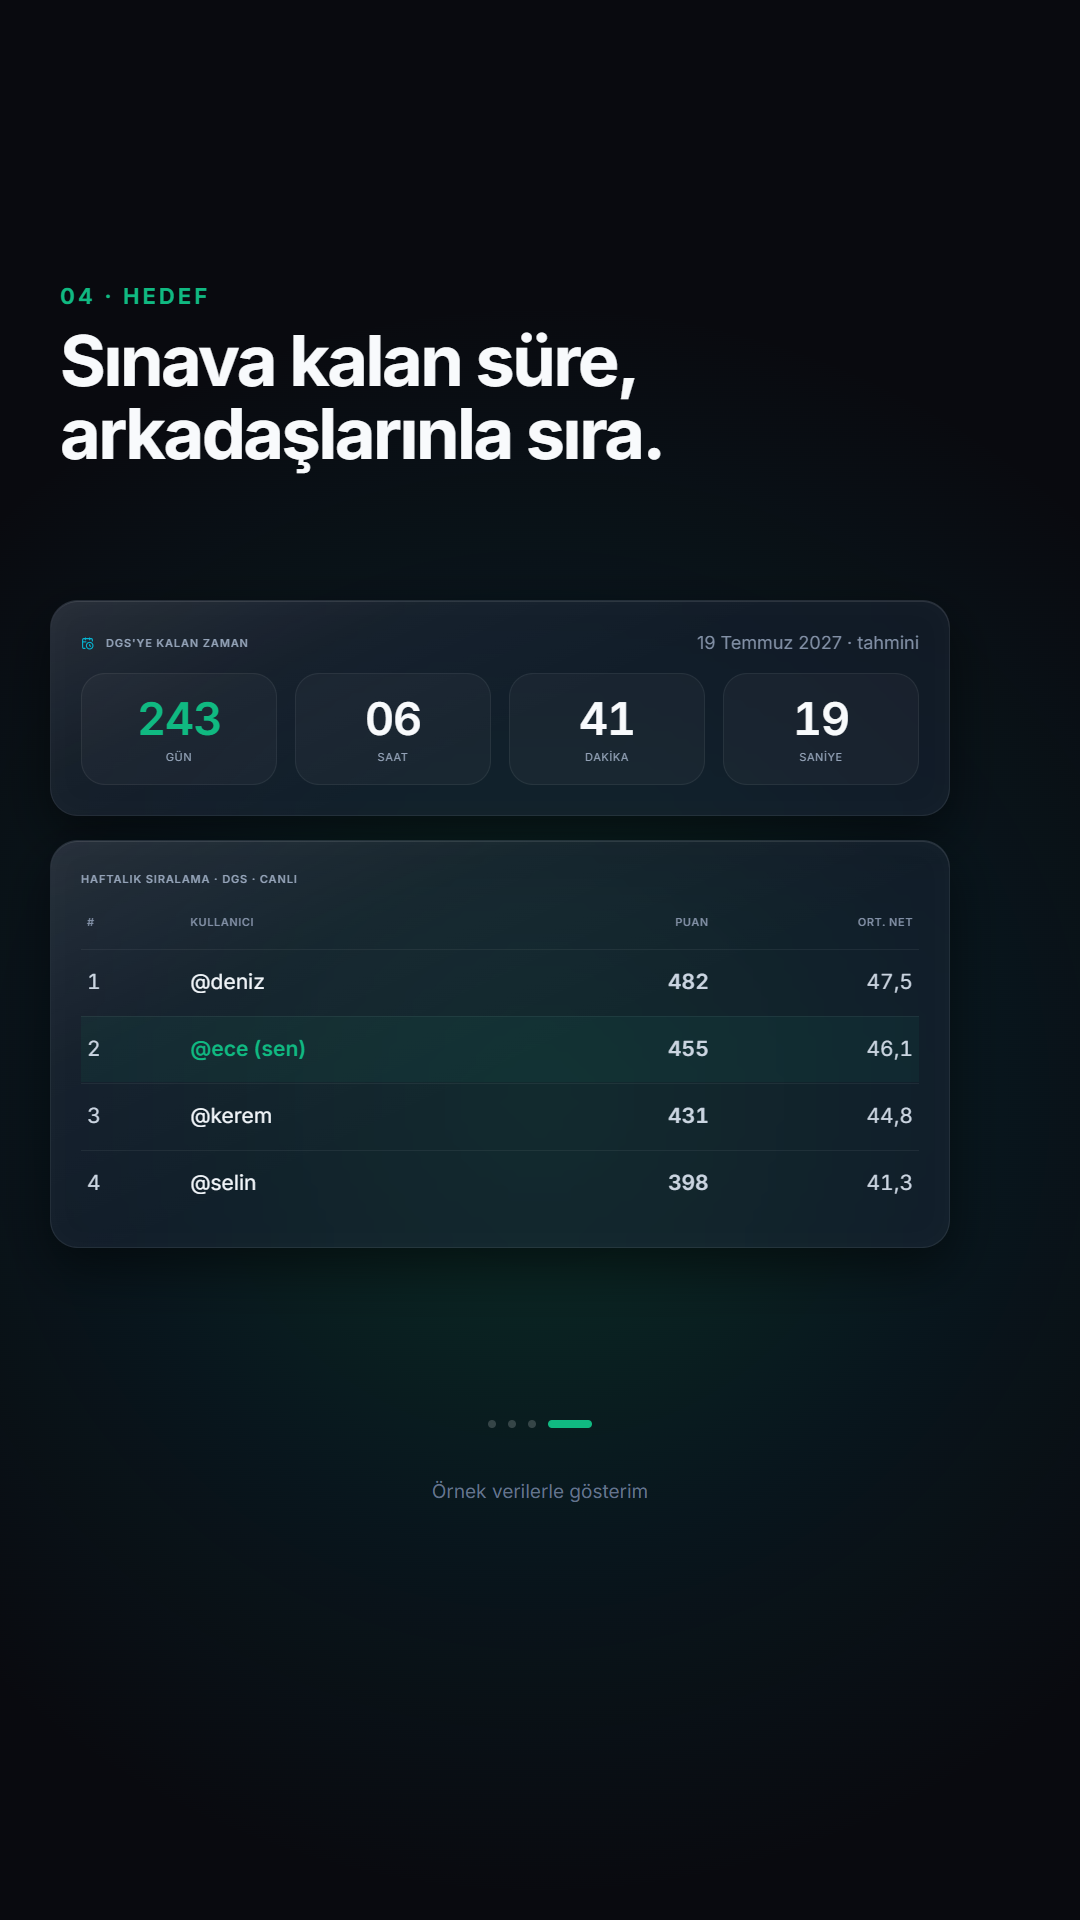 04 · HEDEF
Sınava kalan süre,
arkadaşlarınla sıra.
DGS'YE KALAN ZAMAN
19 Temmuz 2027 · tahmini
243
06
41
19
GÜN
SAAT
DAKİKA
SANİYE
HAFTALIK SIRALAMA · DGS · CANLI
# KULLANICI PUAN ORT. NET
1 @deniz 482 47,5
2 @ece (sen) 455 46,1
3 @kerem 431 44,8
4 @selin 398 41,3
Örnek verilerle gösterim